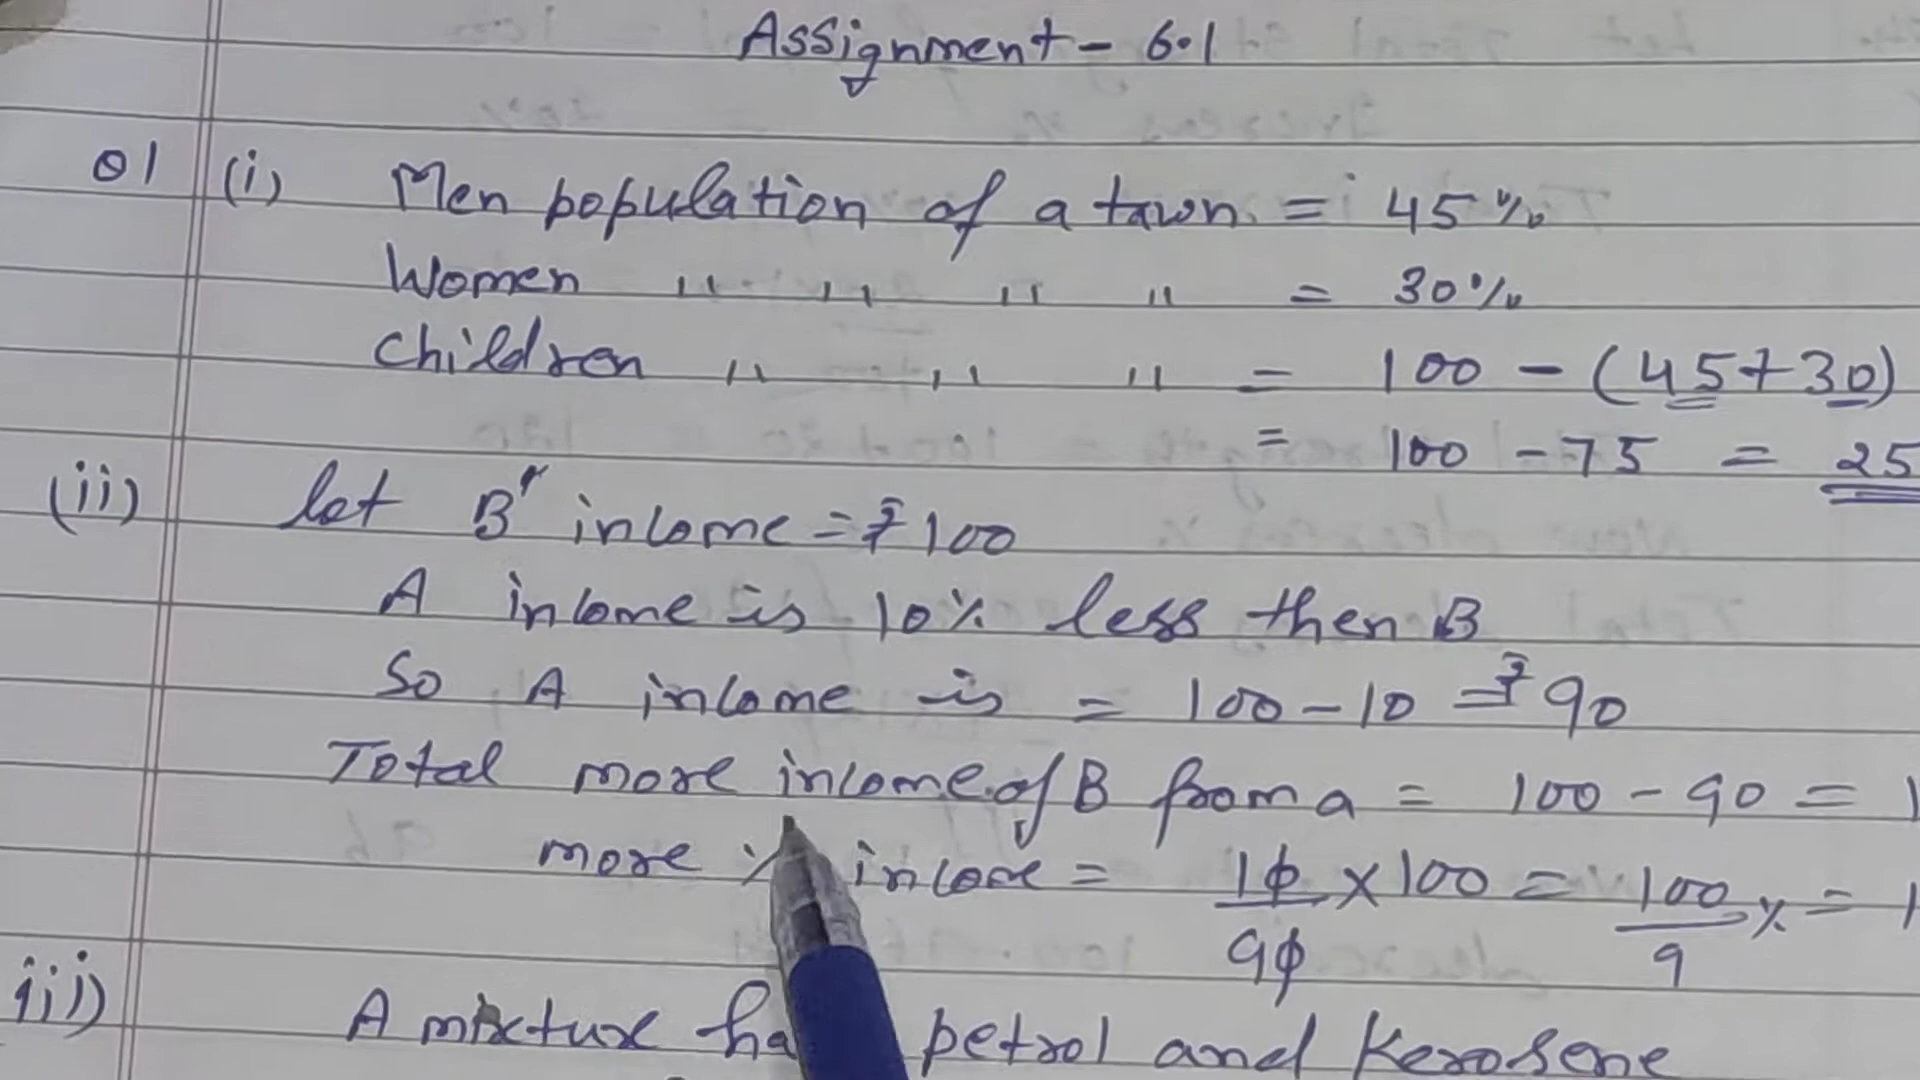 Assignment - 6.1
Q1 (i) Men population of a town = 45%
Women " " " " = 30%
Children " " " = 100 - (45+30)
= 100 - 75 = 25
(ii) let B' income = ₹100
A income is 10% less then B
So A income is = 100 - 10 = ₹90
Total more income of B from a = 100 - 90 = 1
more % income = 10/90 × 100 = 100/9 % = 1
iii) A mixture ha petrol and Kerosene